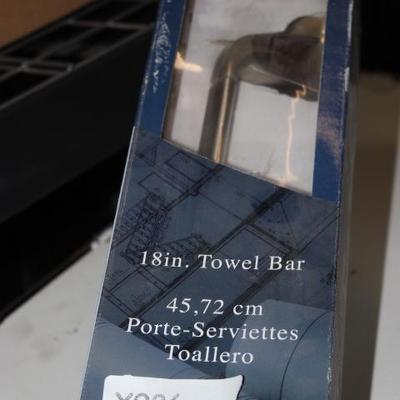 18in. Towel Bar
45,72 cm
Porte-Serviettes
Toallero